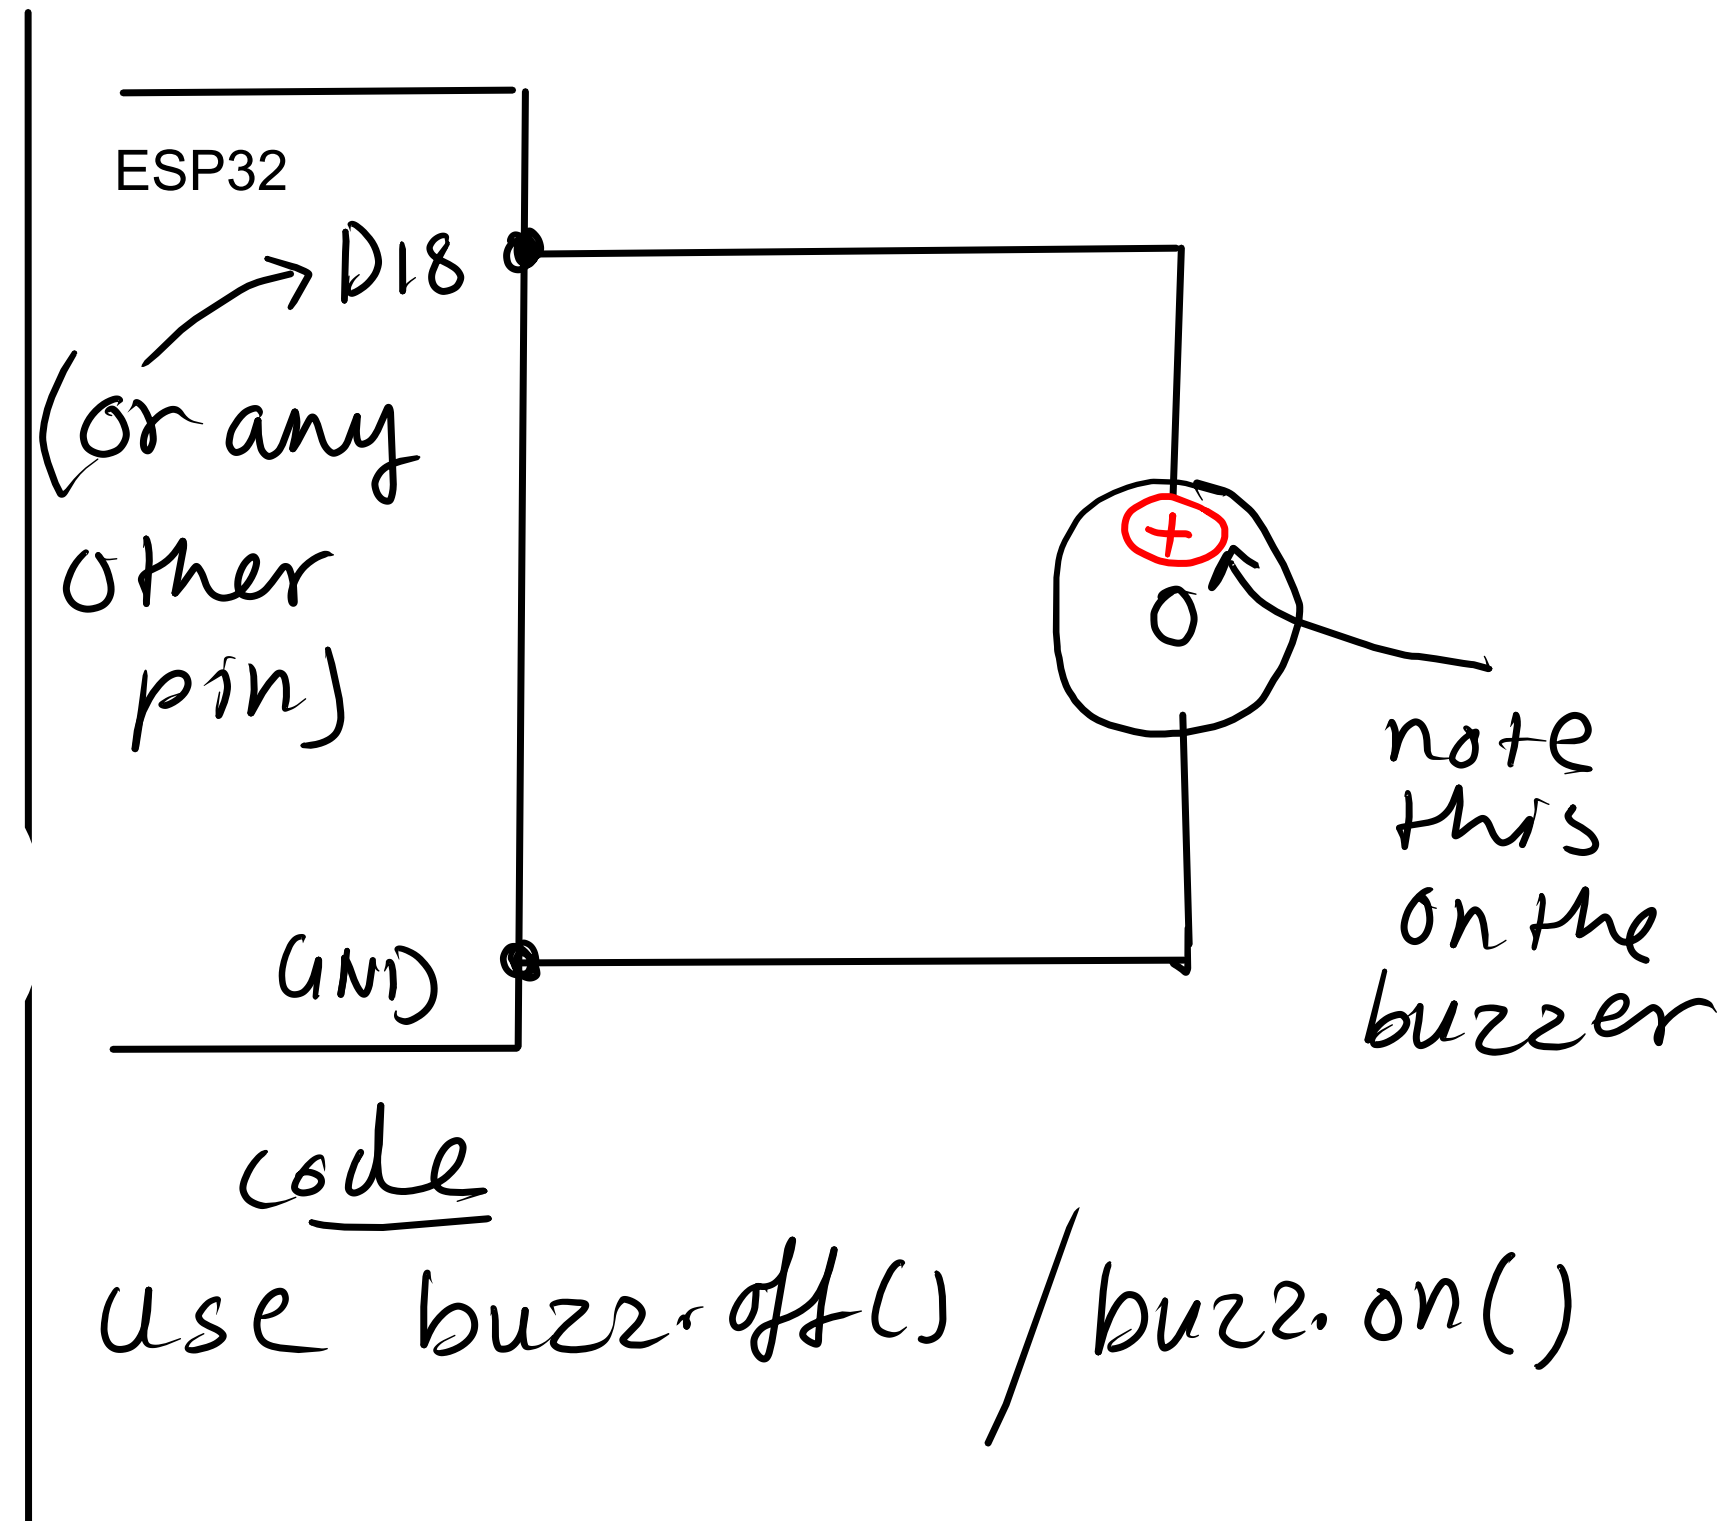 ESP32
D18
(or any
other
pin)
+
note
this
on the
buzzer
GND
code
use buzz.off() / buzz.on()